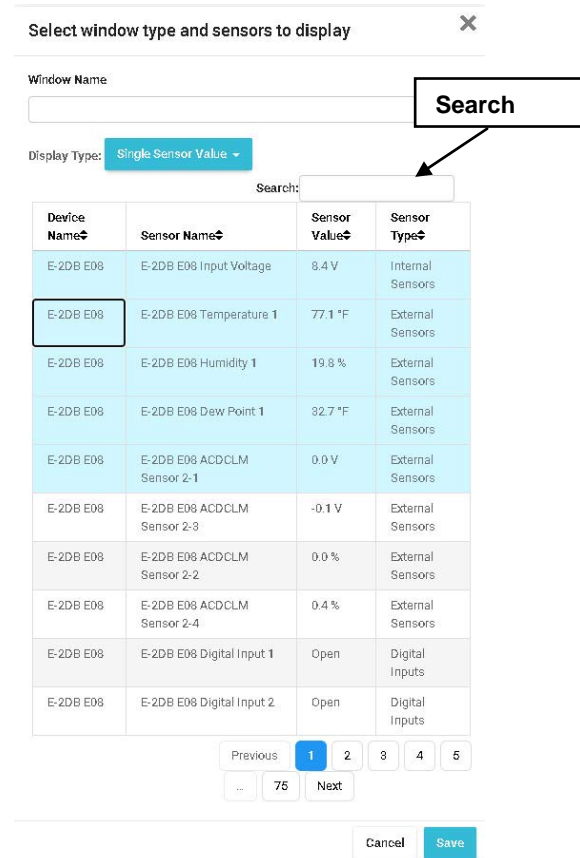 Select window type and sensors to display
Window Name
Search
Display Type: Single Sensor Value
Search:
Device Sensor Sensor
Name Sensor Name Value Type
E-2DB E08 E-2DB E08 Input Voltage 8.4 V Internal
Sensors
E-2DB E08 E-2DB E08 Temperature 1 77.1 °F External
Sensors
E-2DB E08 E-2DB E08 Humidity 1 19.8 % External
Sensors
E-2DB E08 E-2DB E08 Dew Point 1 32.7 °F External
Sensors
E-2DB E08 E-2DB E08 ACDCLM 0.0 V External
Sensor 2-1 Sensors
E-2DB E08 E-2DB E08 ACDCLM -0.1 V External
Sensor 2-3 Sensors
E-2DB E08 E-2DB E08 ACDCLM 0.0 % External
Sensor 2-2 Sensors
E-2DB E08 E-2DB E08 ACDCLM 0.4 % External
Sensor 2-4 Sensors
E-2DB E08 E-2DB E08 Digital Input 1 Open Digital
Inputs
E-2DB E08 E-2DB E08 Digital Input 2 Open Digital
Inputs
Previous 1 2 3 4 5
... 75 Next
Cancel Save